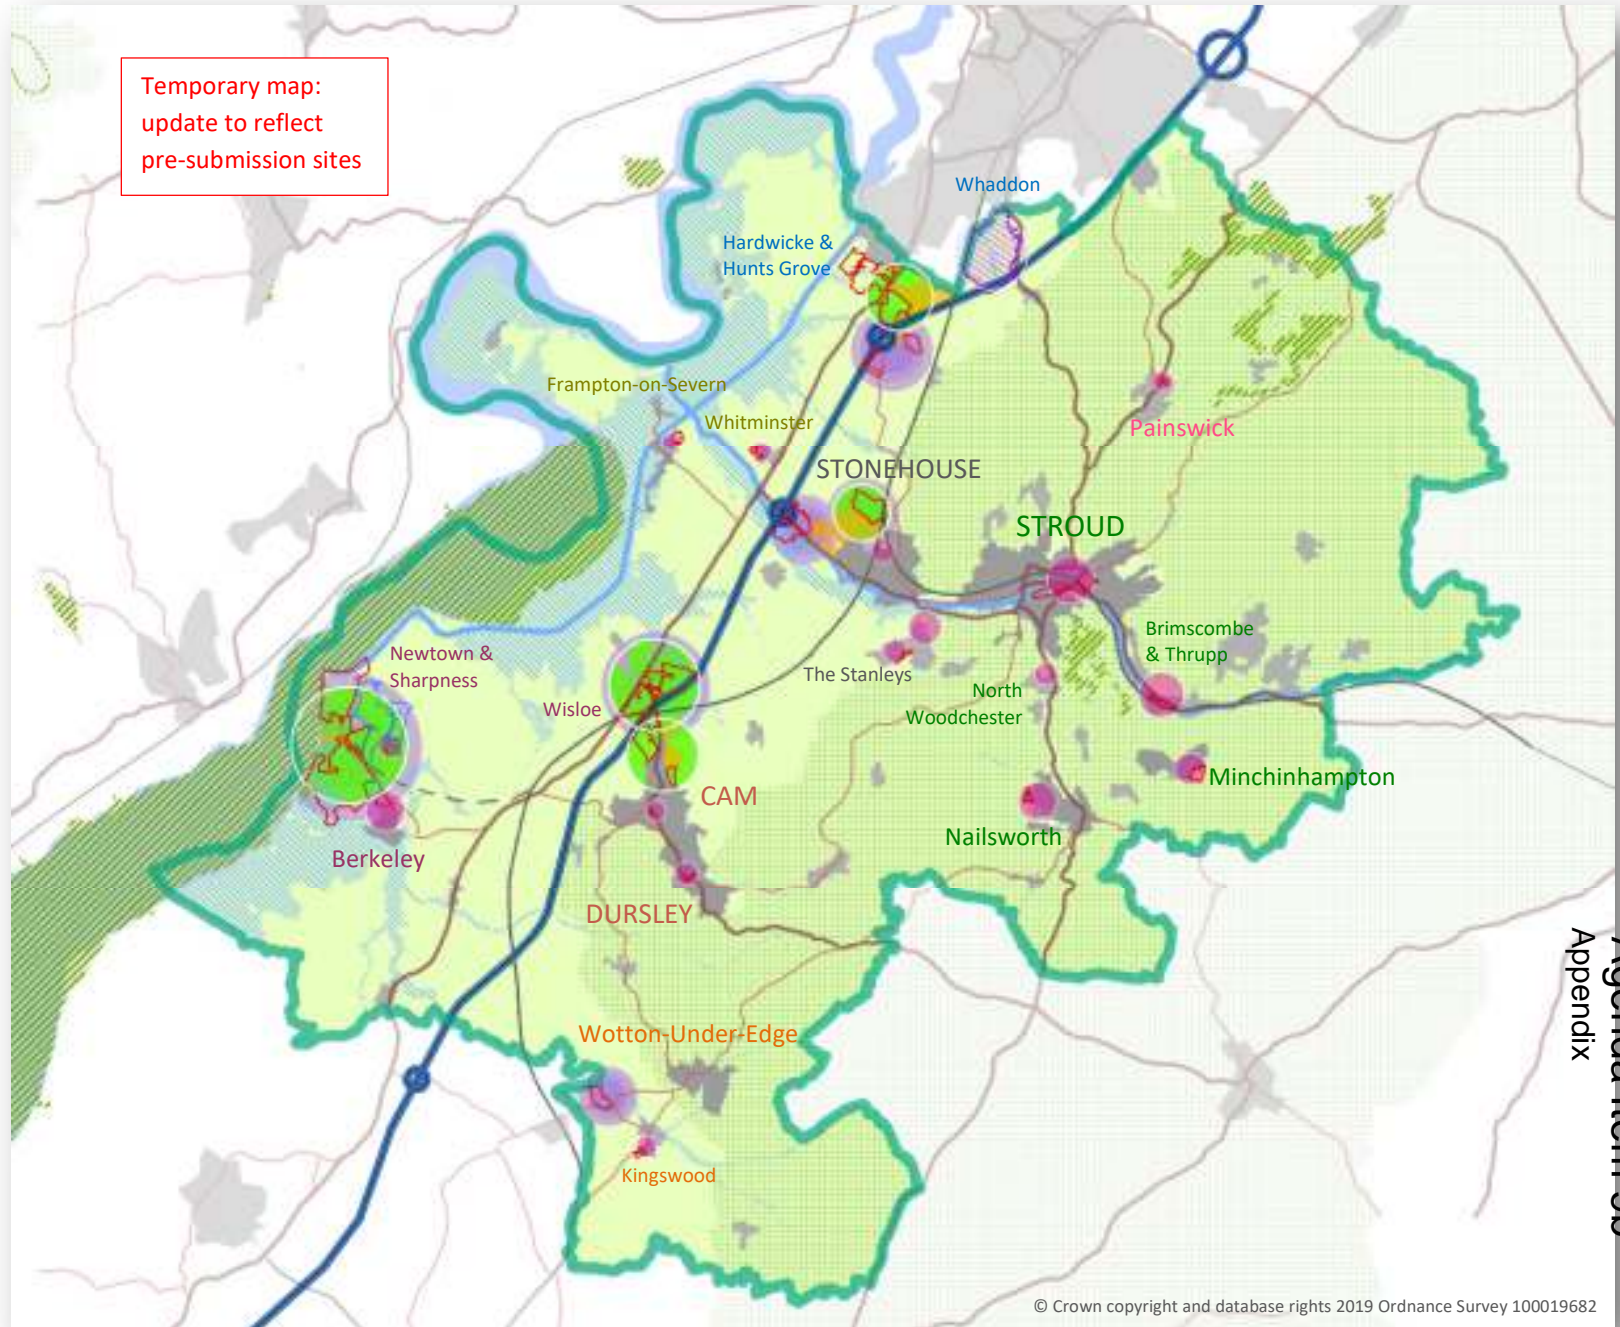 Temporary map:
update to reflect
pre-submission sites
Whaddon
Hardwicke &
Hunts Grove
Frampton-on-Severn
Whitminster
Painswick
STONEHOUSE
STROUD
Brimscombe
& Thrupp
Newtown &
Sharpness
The Stanleys
North
Woodchester
Wisloe
Minchinhampton
CAM
Nailsworth
Berkeley
DURSLEY
Wotton-Under-Edge
Kingswood
Appendix
© Crown copyright and database rights 2019 Ordnance Survey 100019682